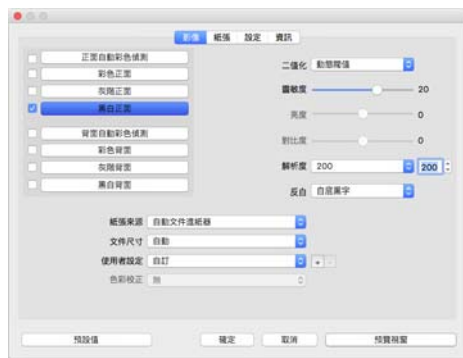 影像 紙張 設定 資訊
正面自動彩色偵測
彩色正面
灰階正面
黑白正面
背面自動彩色偵測
彩色背面
灰階背面
黑白背面
二值化 動態閥值
靈敏度 20
亮度 0
對比度 0
解析度 200 200
反白 白底黑字
紙張來源 自動文件進紙器
文件尺寸 自動
使用者設定 自訂 + -
色彩校正 無
預設值 確定 取消 預覽視窗